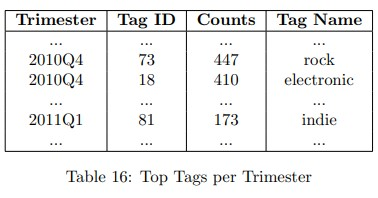 Trimester Tag ID Counts Tag Name
... ... ... ...
2010Q4 73 447 rock
2010Q4 18 410 electronic
... ... ... ...
2011Q1 81 173 indie
... ... ... ...
Table 16: Top Tags per Trimester